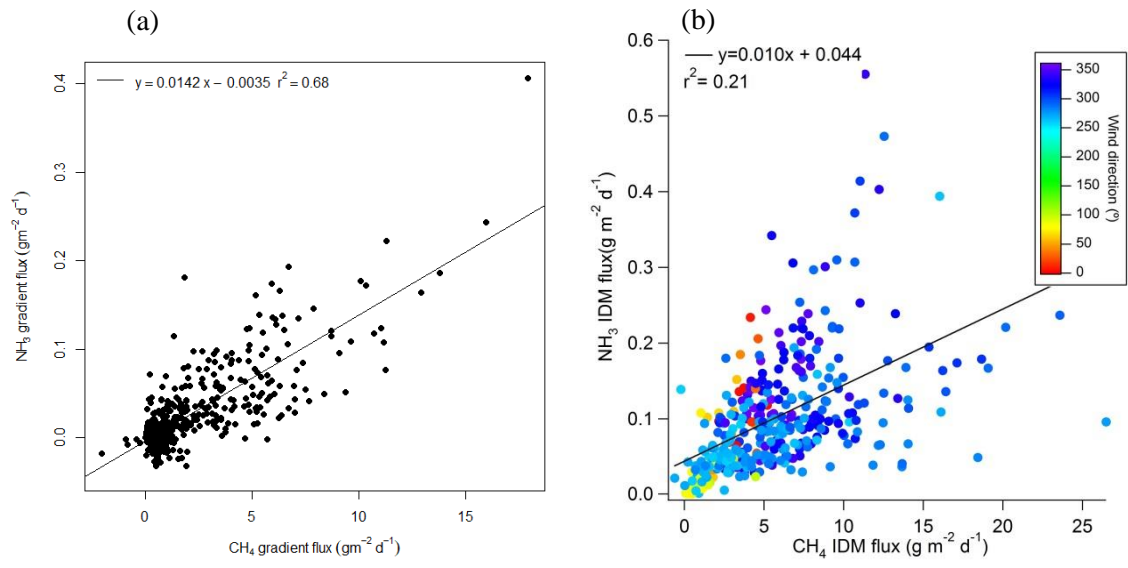 (a)
y = 0.0142 x − 0.0035 r² = 0.68
0.4
0.3
0.2
0.1
0.0
NH₃ gradient flux (gm⁻² d⁻¹)
0 5 10 15
CH₄ gradient flux (gm⁻² d⁻¹)
(b)
y=0.010x + 0.044
r²= 0.21
0.6
0.5
0.4
0.3
0.2
0.1
0.0
NH₃ IDM flux(g m⁻² d⁻¹)
0 5 10 15 20 25
CH₄ IDM flux (g m⁻² d⁻¹)
350
300
250
200
150
100
50
0
Wind direction (º)